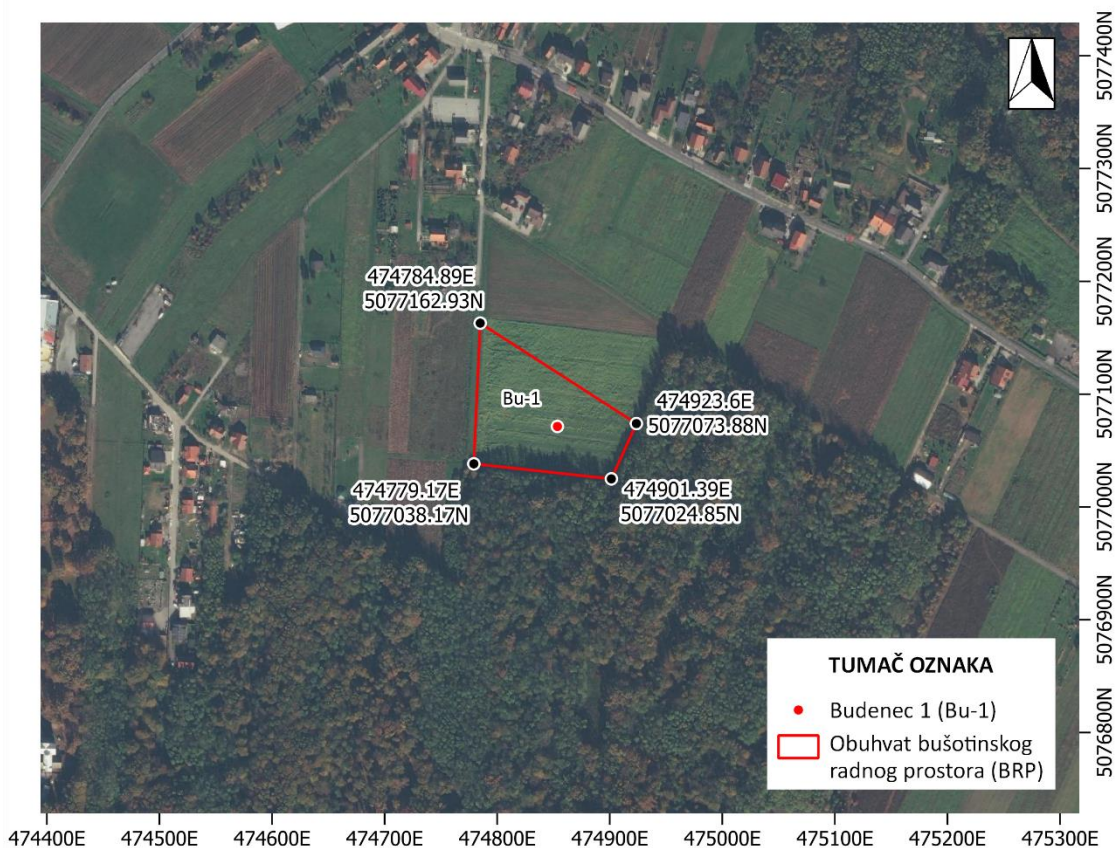 5077400N
5077300N
5077200N
5077100N
5077000N
5076900N
5076800N
474784.89E
5077162.93N
Bu-1
474923.6E
5077073.88N
474779.17E
5077038.17N
474901.39E
5077024.85N
TUMAČ OZNAKA
Budenec 1 (Bu-1)
Obuhvat bušotinskog
radnog prostora (BRP)
474400E
474500E
474600E
474700E
474800E
474900E
475000E
475100E
475200E
475300E